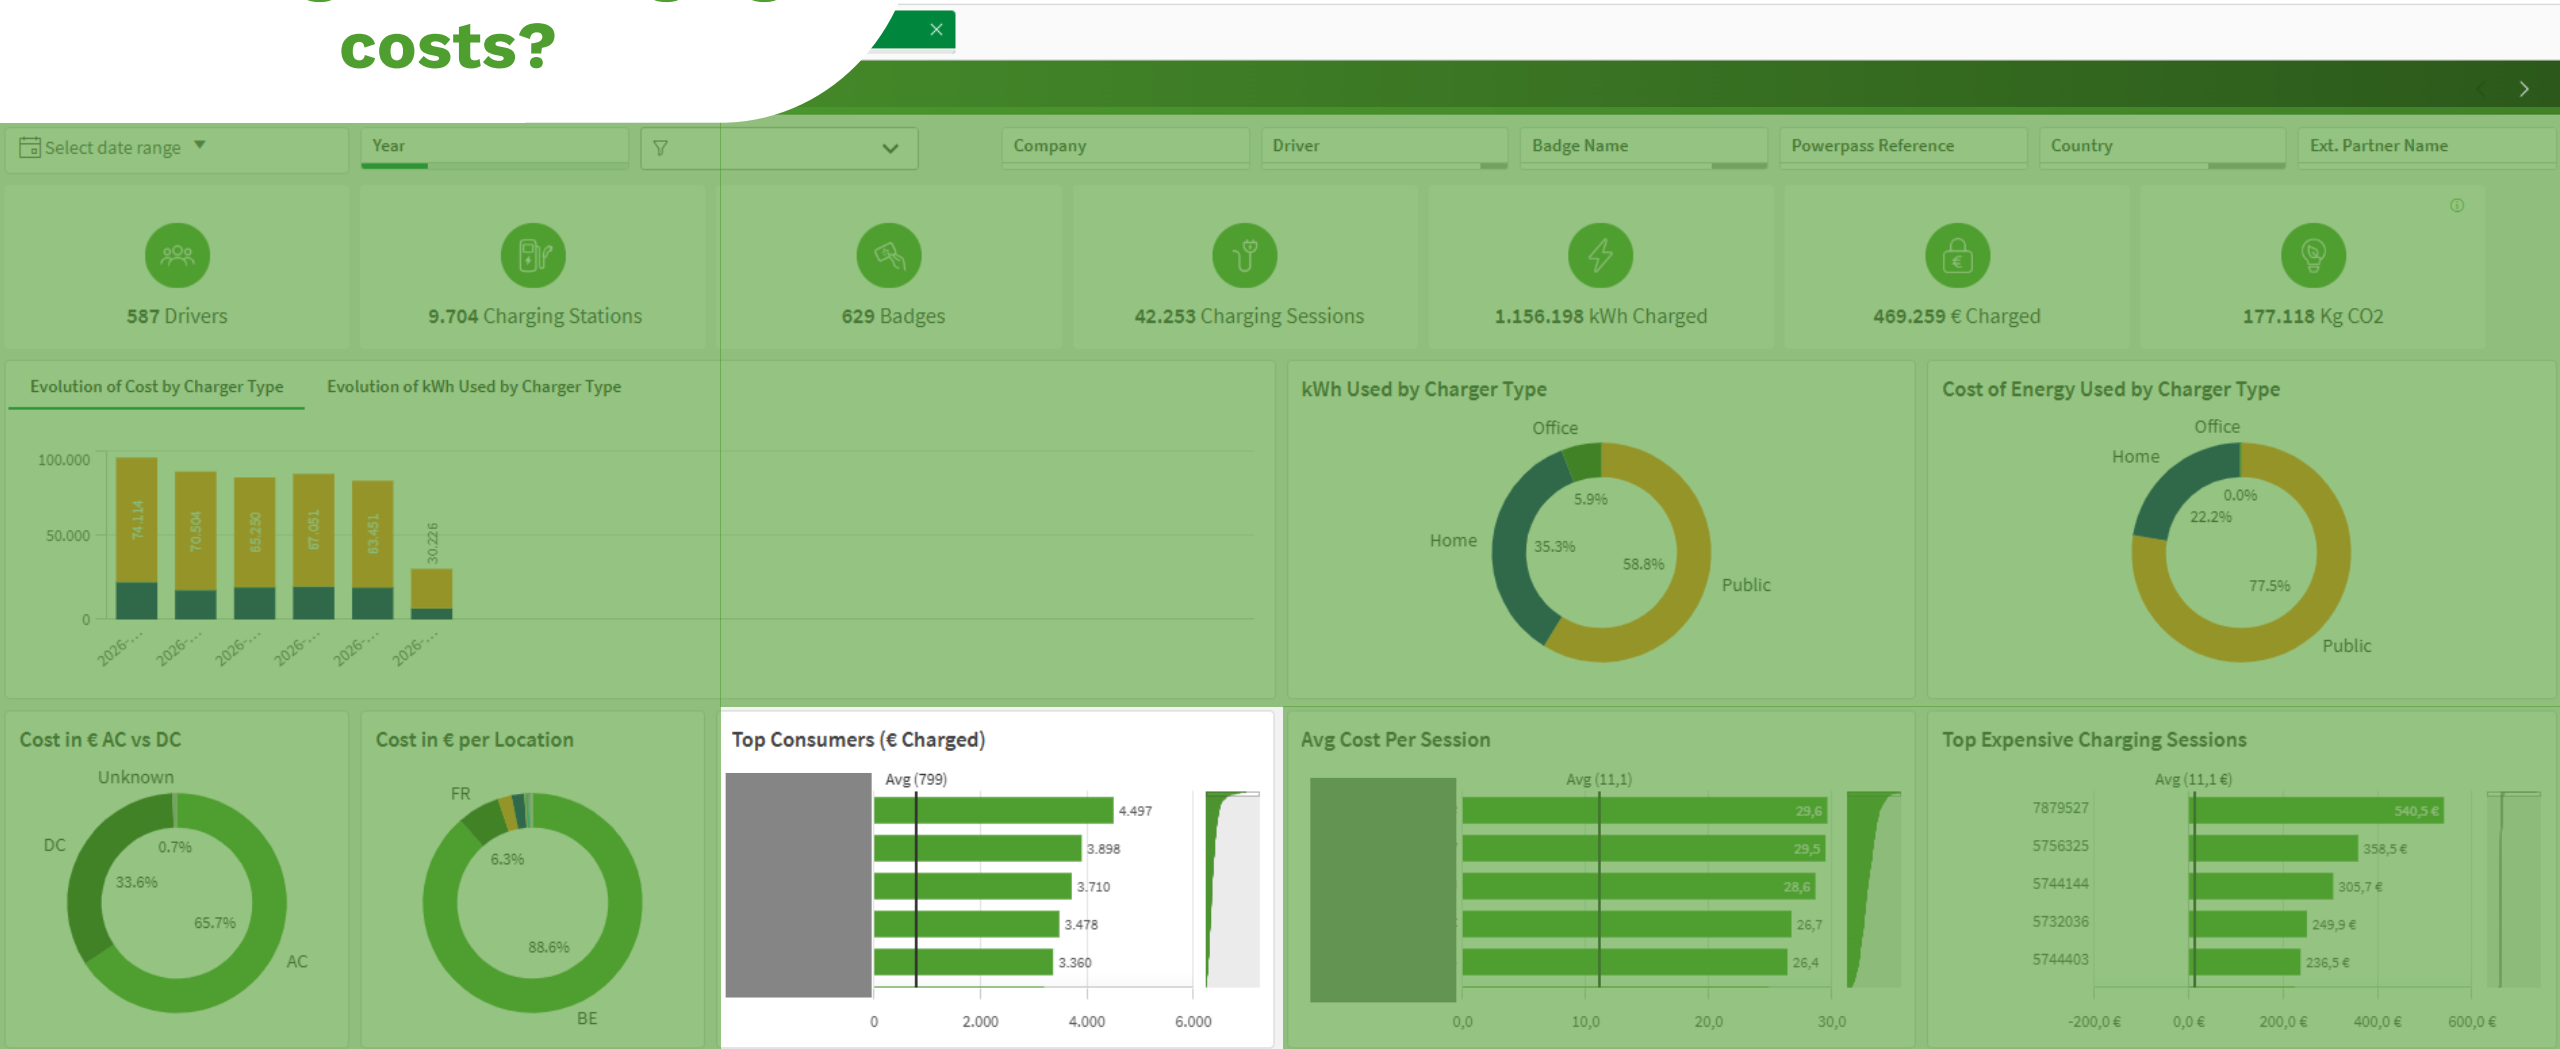 costs?
Select date range
Year
Company
Driver
Badge Name
Powerpass Reference
Country
Ext. Partner Name
587 Drivers
9.704 Charging Stations
629 Badges
42.253 Charging Sessions
1.156.198 kWh Charged
469.259 € Charged
177.118 Kg CO2
Evolution of Cost by Charger Type
Evolution of kWh Used by Charger Type
100.000
50.000
0
74.114
70.504
65.250
67.051
63.451
30.226
2026-...
2026-...
2026-...
2026-...
2026-...
2026-...
kWh Used by Charger Type
Office
5.9%
Home
35.3%
58.8%
Public
Cost of Energy Used by Charger Type
Office
Home
0.0%
22.2%
77.5%
Public
Cost in € AC vs DC
Unknown
DC
0.7%
33.6%
65.7%
AC
Cost in € per Location
FR
6.3%
88.6%
BE
Top Consumers (€ Charged)
Avg (799)
4.497
3.898
3.710
3.478
3.360
0
2.000
4.000
6.000
Avg Cost Per Session
Avg (11,1)
29,6
29,5
28,6
26,7
26,4
0,0
10,0
20,0
30,0
Top Expensive Charging Sessions
Avg (11,1 €)
7879527
540,5 €
5756325
358,5 €
5744144
305,7 €
5732036
249,9 €
5744403
236,5 €
-200,0 €
0,0 €
200,0 €
400,0 €
600,0 €